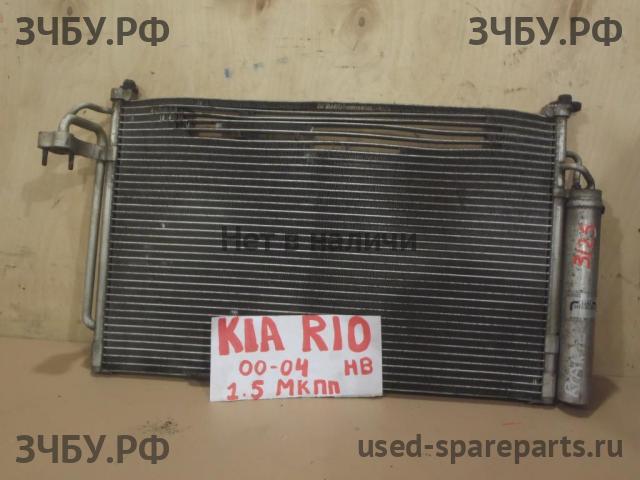 ЗЧБУ.РФ
ЗЧБУ.РФ
Нет в наличи
3125
KIA RIO
00-04 HB
1.5 МКПП
ЗЧБУ.РФ
used-spareparts.ru